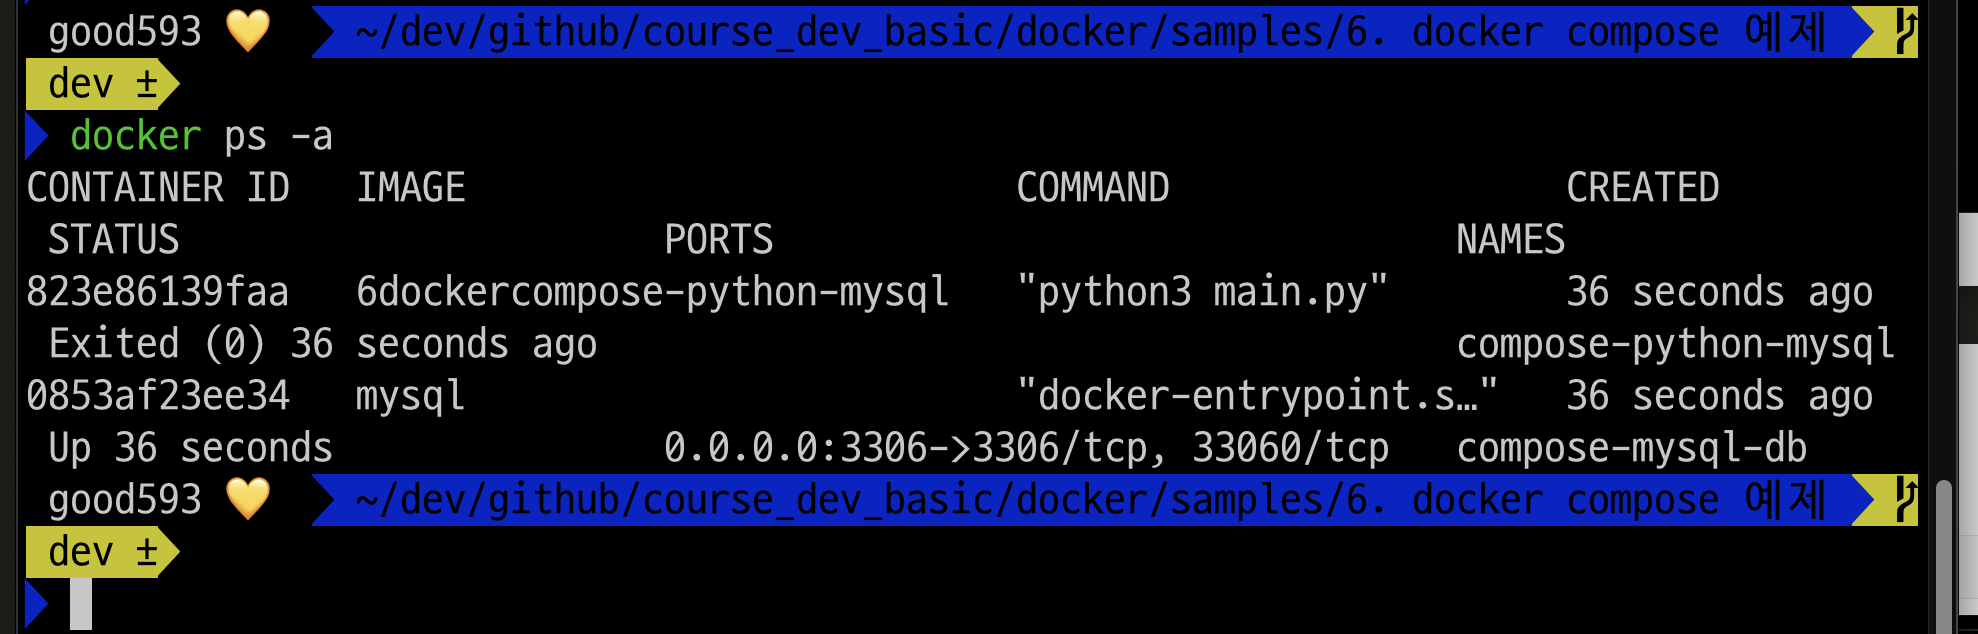 good593 💛 ~/dev/github/course_dev_basic/docker/samples/6. docker compose 예제
dev ±
docker ps -a
CONTAINER ID   IMAGE                         COMMAND                  CREATED
STATUS                      PORTS                               NAMES
823e86139faa   6dockercompose-python-mysql   "python3 main.py"        36 seconds ago
Exited (0) 36 seconds ago                                       compose-python-mysql
0853af23ee34   mysql                         "docker-entrypoint.s…"   36 seconds ago
Up 36 seconds               0.0.0.0:3306->3306/tcp, 33060/tcp   compose-mysql-db
good593 💛 ~/dev/github/course_dev_basic/docker/samples/6. docker compose 예제
dev ±